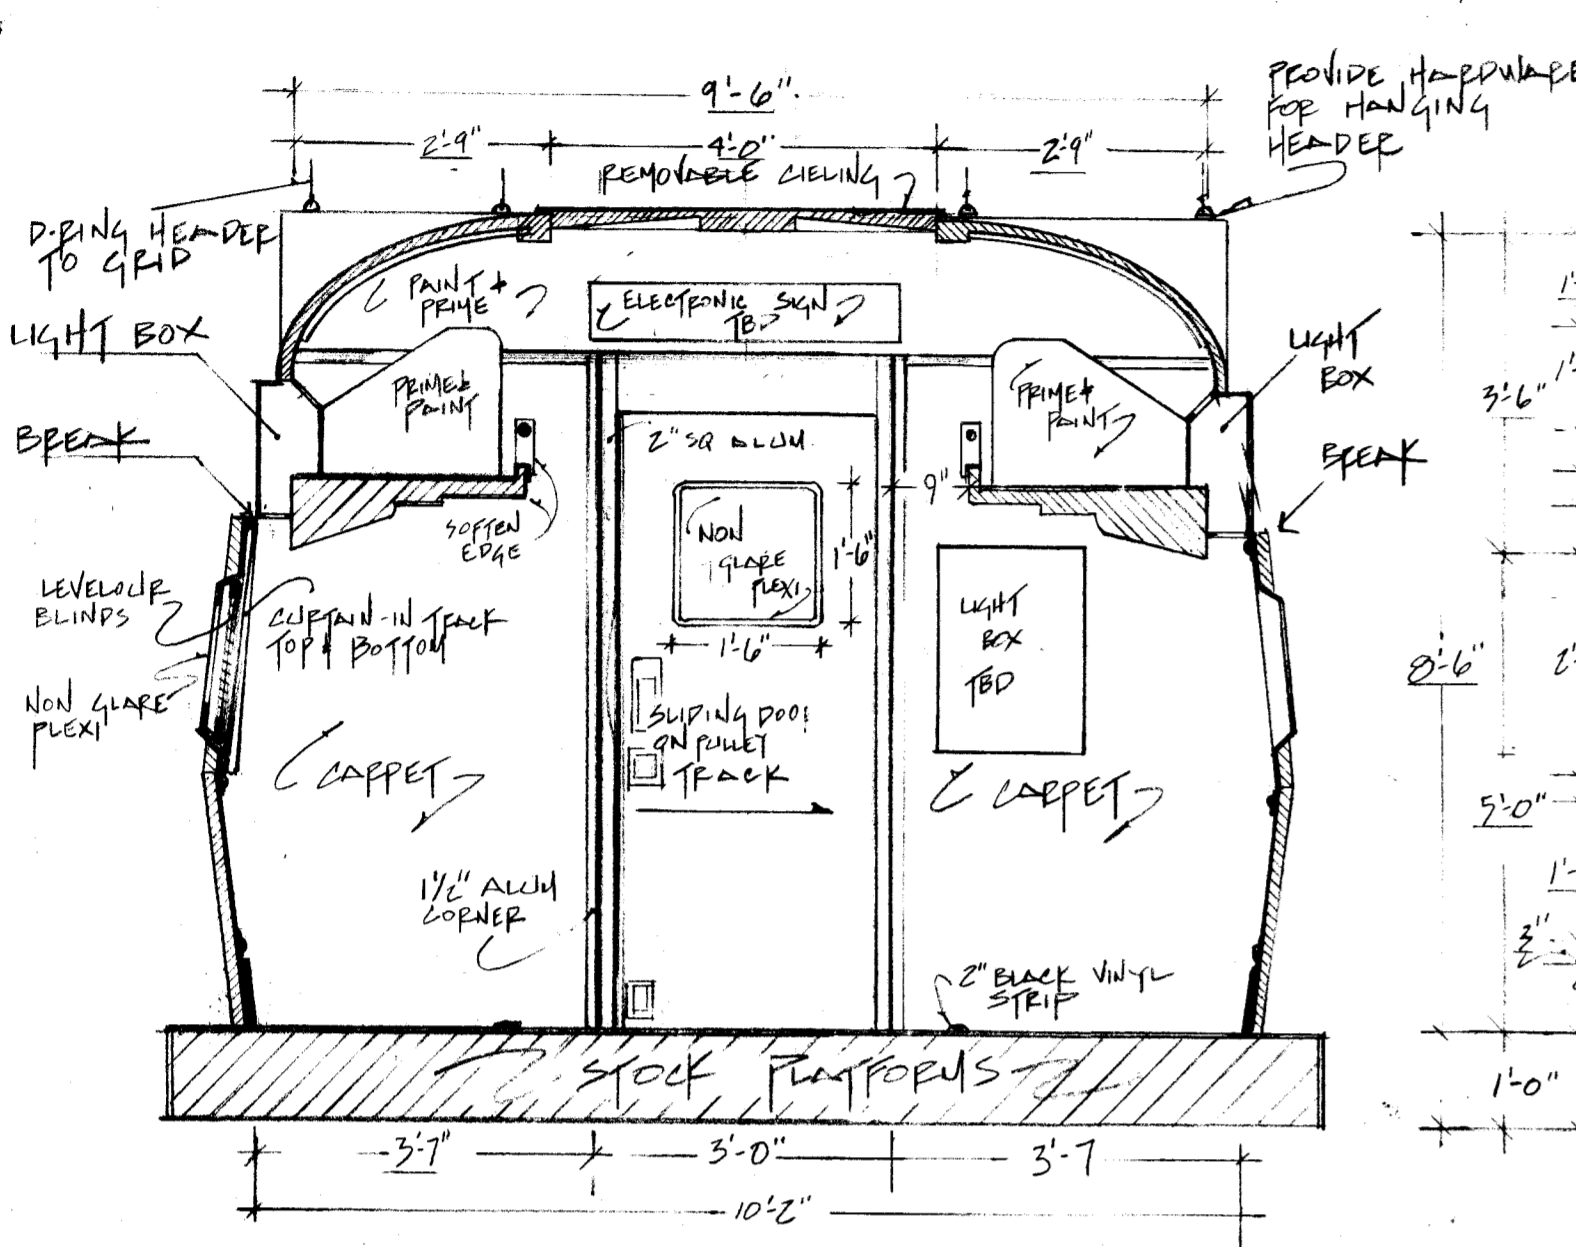 9'-6"
2'-9"
4'-0"
2'-9"
PROVIDE HARDWARE
FOR HANGING
HEADER
REMOVABLE CIELING
D-RING HEADER
TO GRID
PAINT +
PRIME
ELECTRONIC SIGN
TBD
LIGHT BOX
LIGHT
BOX
PRIME &
PAINT
PRIME &
PAINT
3'-6"
BREAK
2" SQ ALUM
BREAK
9"
SOFTEN
EDGE
NON
GLARE
PLEXI
1'-6"
1'-6"
LEVELOUR
BLINDS
CURTAIN-IN TRACK
TOP & BOTTOM
LIGHT
BOX
TBD
8'-6"
NON GLARE
PLEXI
SLIDING DOOR
ON PULLEY
TRACK
CARPET
CARPET
5'-0"
1 1/2" ALUM
CORNER
2" BLACK VINYL
STRIP
STOCK PLATFORMS
1'-0"
3'-7"
3'-0"
3'-7
10'-2"